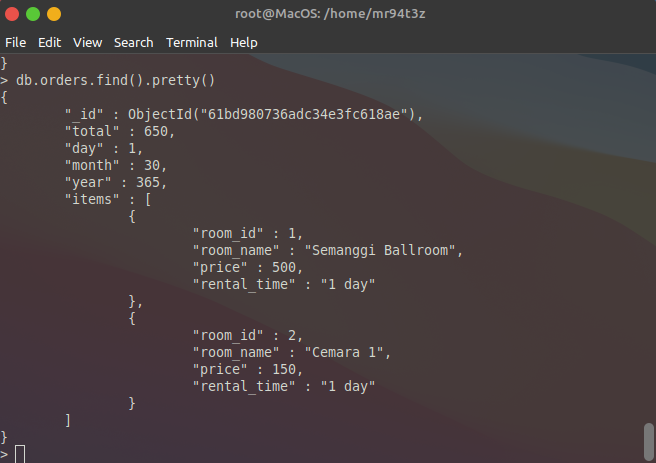 root@MacOS: /home/mr94t3z
File Edit View Search Terminal Help
}
> db.orders.find().pretty()
{
"_id" : ObjectId("61bd980736adc34e3fc618ae"),
"total" : 650,
"day" : 1,
"month" : 30,
"year" : 365,
"items" : [
{
"room_id" : 1,
"room_name" : "Semanggi Ballroom",
"price" : 500,
"rental_time" : "1 day"
},
{
"room_id" : 2,
"room_name" : "Cemara 1",
"price" : 150,
"rental_time" : "1 day"
}
]
}
>